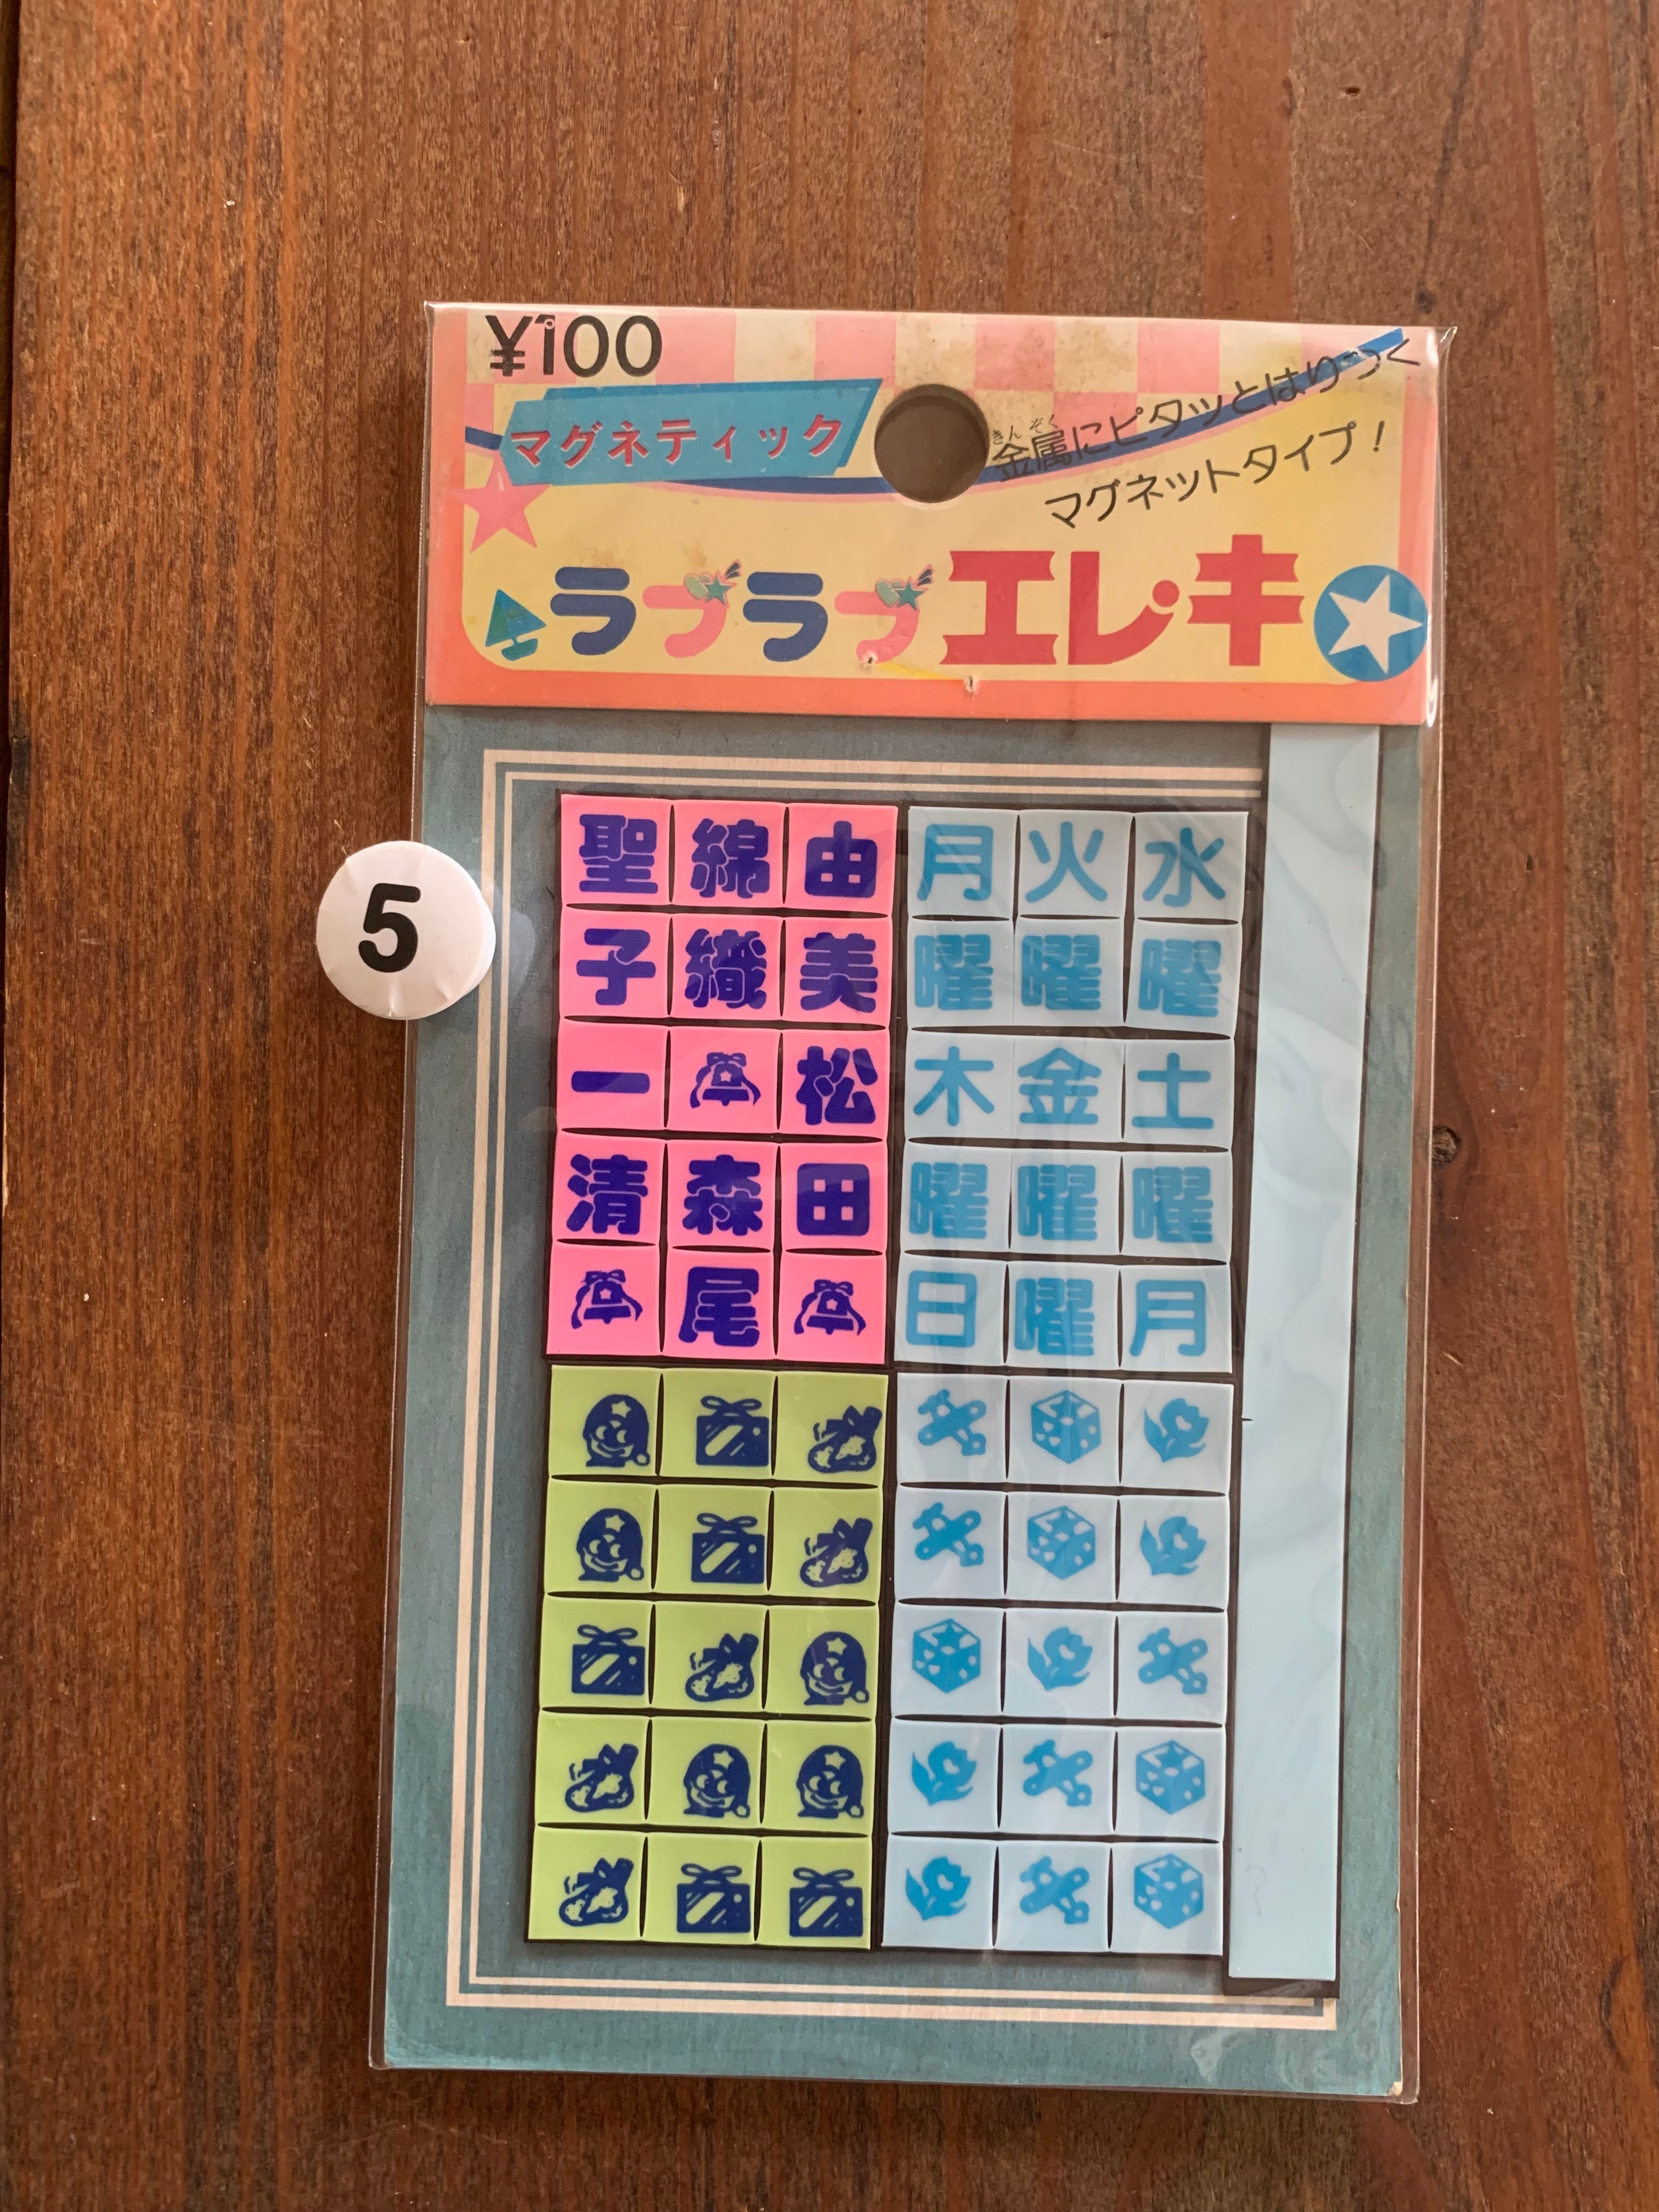 ¥100
マグネティック
金属にピタッとはりつく
きんぞく
マグネットタイプ!
ラブラブエレキ
5
聖 綿 由 月 火 水
子 織 美 曜 曜 曜
一 松 木 金 土
清 森 田 曜 曜 曜
尾 日 曜 月